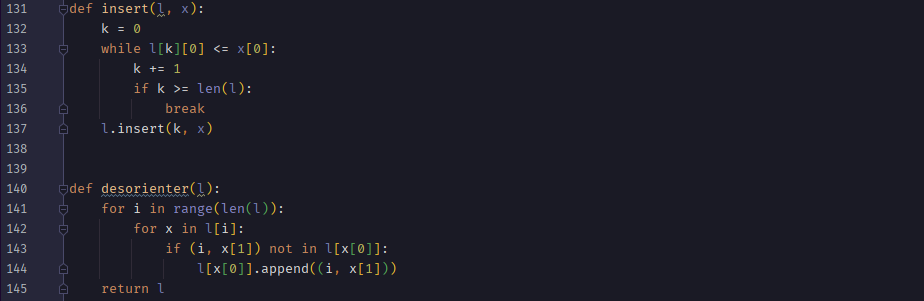 131 def insert(l, x):
132     k = 0
133     while l[k][0] <= x[0]:
134         k += 1
135         if k >= len(l):
136             break
137     l.insert(k, x)
138
139
140 def desorienter(l):
141     for i in range(len(l)):
142         for x in l[i]:
143             if (i, x[1]) not in l[x[0]]:
144                 l[x[0]].append((i, x[1]))
145     return l